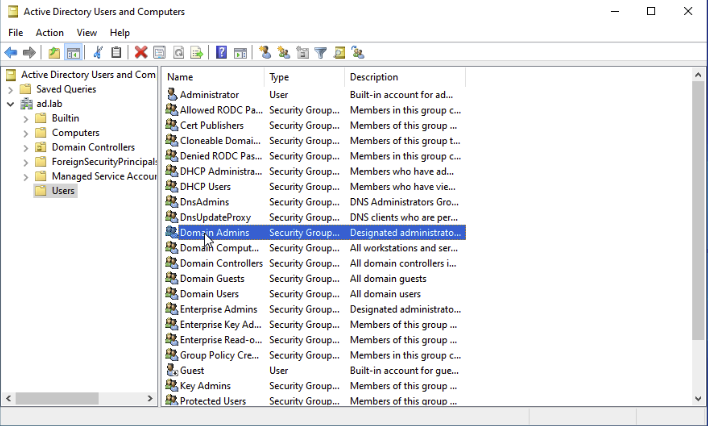 Active Directory Users and Computers
File Action View Help
Active Directory Users and Com
Saved Queries
ad.lab
Builtin
Computers
Domain Controllers
ForeignSecurityPrincipals
Managed Service Accour
Users
Name Type Description
Administrator User Built-in account for ad...
Allowed RODC Pa... Security Group... Members in this group c...
Cert Publishers Security Group... Members of this group ...
Cloneable Domai... Security Group... Members of this group t...
Denied RODC Pas... Security Group... Members in this group c...
DHCP Administra... Security Group... Members who have ad...
DHCP Users Security Group... Members who have vie...
DnsAdmins Security Group... DNS Administrators Gro...
DnsUpdateProxy Security Group... DNS clients who are per...
Domain Admins Security Group... Designated administrato...
Domain Comput... Security Group... All workstations and ser...
Domain Controllers Security Group... All domain controllers i...
Domain Guests Security Group... All domain guests
Domain Users Security Group... All domain users
Enterprise Admins Security Group... Designated administrato...
Enterprise Key Ad... Security Group... Members of this group ...
Enterprise Read-o... Security Group... Members of this group ...
Group Policy Cre... Security Group... Members in this group c...
Guest User Built-in account for gue...
Key Admins Security Group... Members of this group ...
Protected Users Security Group... Members of this group ...